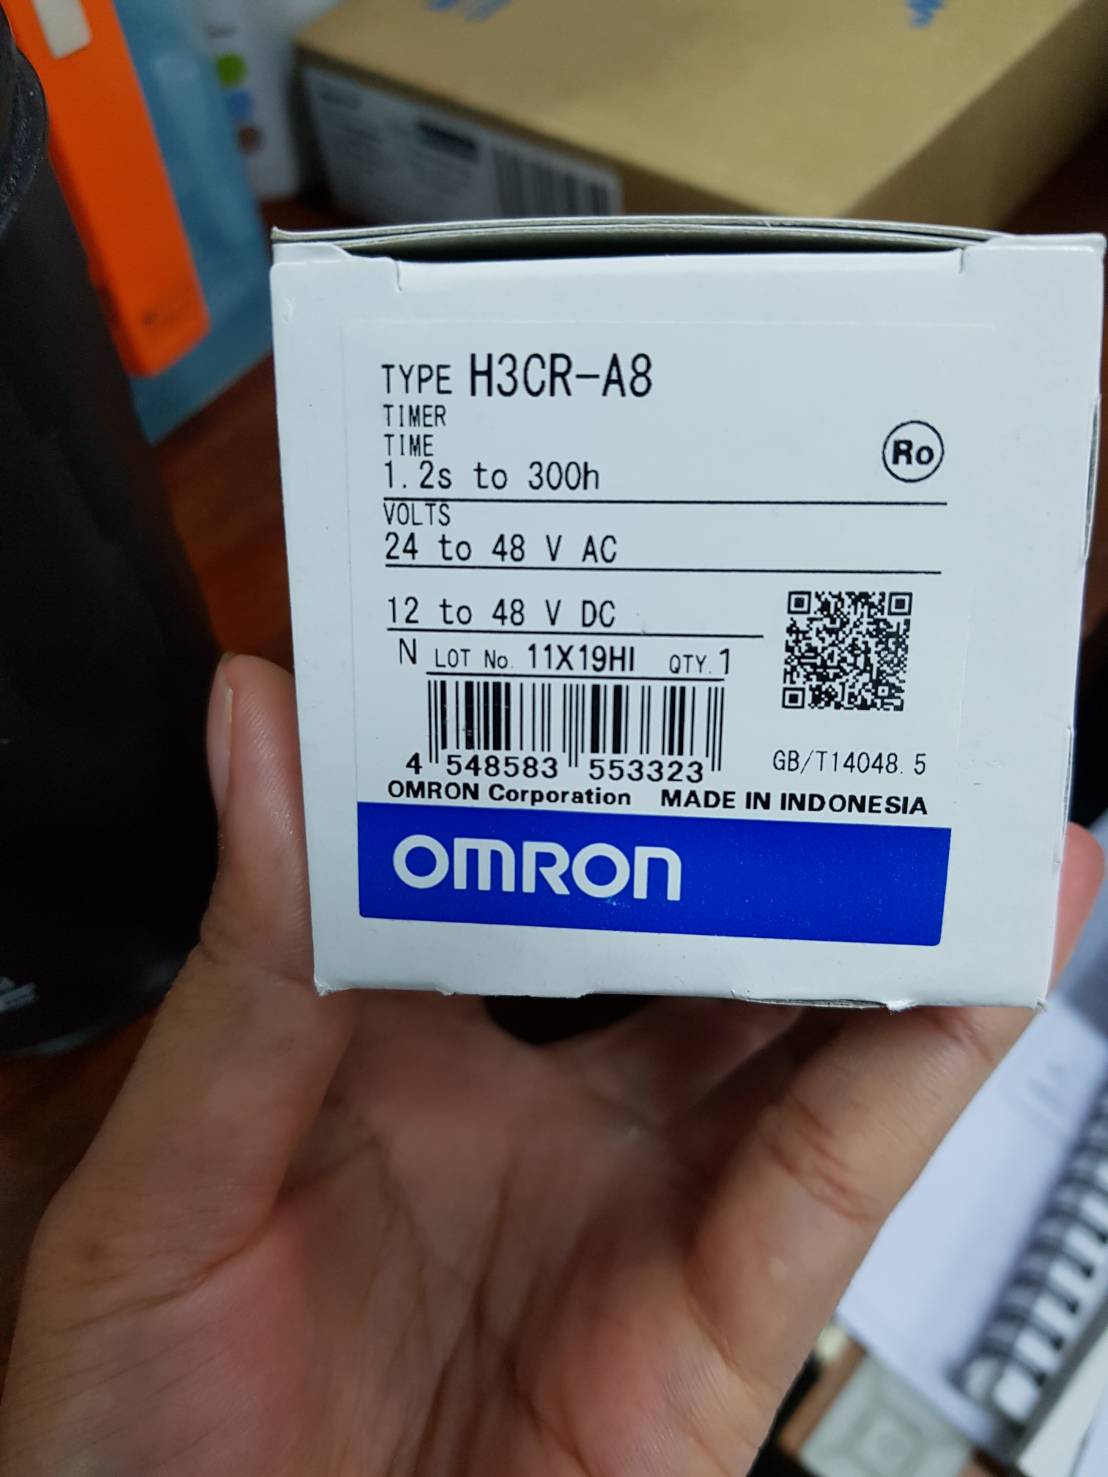 TYPE H3CR-A8
TIMER
TIME
1.2s to 300h
Ro
VOLTS
24 to 48 V AC
12 to 48 V DC
N LOT No. 11X19HI QTY. 1
4 548583 553323
GB/T14048.5
OMRON Corporation MADE IN INDONESIA
OMRON